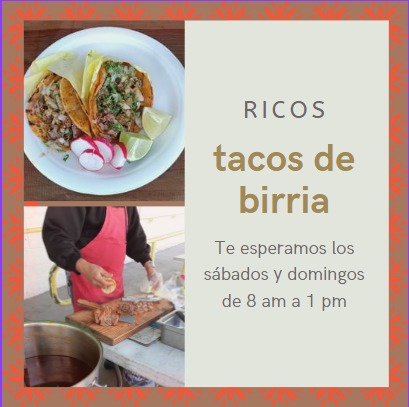 RICOS
tacos de
birria
Te esperamos los
sábados y domingos
de 8 am a 1 pm